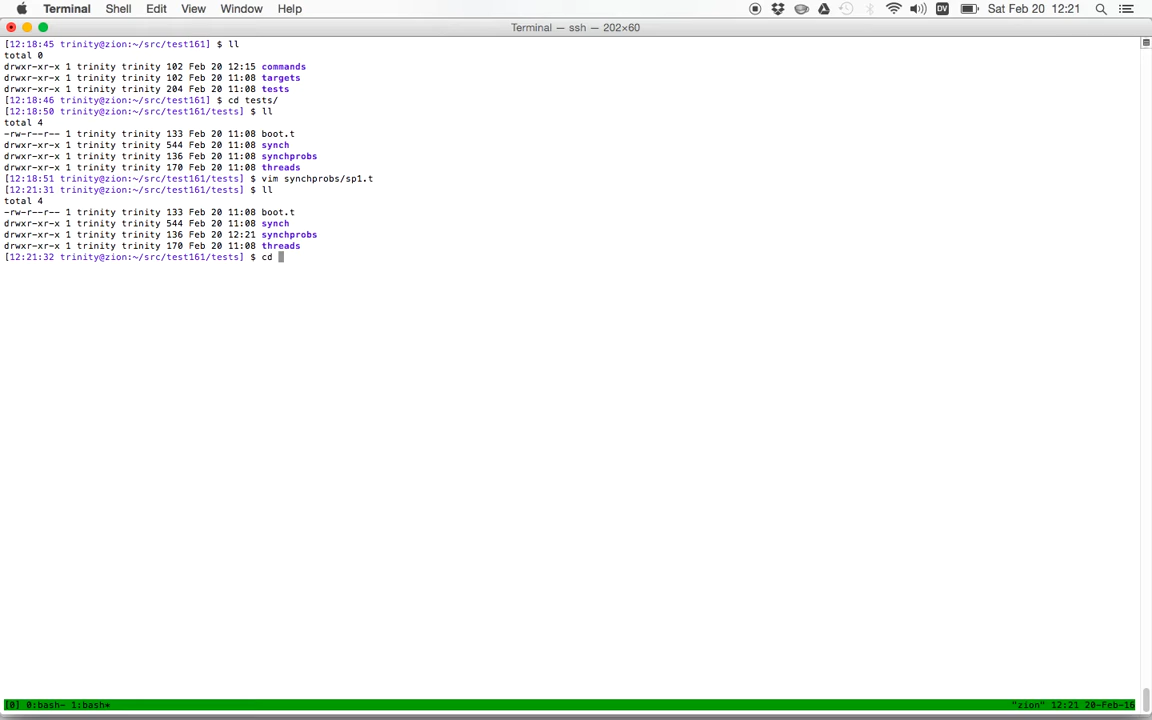 Terminal Shell Edit View Window Help DV Sat Feb 20 12:21
Terminal — ssh — 202×60
[12:18:45 trinity@zion:~/src/test161] $ ll
total 0
drwxr-xr-x 1 trinity trinity 102 Feb 20 12:15 commands
drwxr-xr-x 1 trinity trinity 102 Feb 20 11:08 targets
drwxr-xr-x 1 trinity trinity 204 Feb 20 11:08 tests
[12:18:46 trinity@zion:~/src/test161] $ cd tests/
[12:18:50 trinity@zion:~/src/test161/tests] $ ll
total 4
-rw-r--r-- 1 trinity trinity 133 Feb 20 11:08 boot.t
drwxr-xr-x 1 trinity trinity 544 Feb 20 11:08 synch
drwxr-xr-x 1 trinity trinity 136 Feb 20 11:08 synchprobs
drwxr-xr-x 1 trinity trinity 170 Feb 20 11:08 threads
[12:18:51 trinity@zion:~/src/test161/tests] $ vim synchprobs/sp1.t
[12:21:31 trinity@zion:~/src/test161/tests] $ ll
total 4
-rw-r--r-- 1 trinity trinity 133 Feb 20 11:08 boot.t
drwxr-xr-x 1 trinity trinity 544 Feb 20 11:08 synch
drwxr-xr-x 1 trinity trinity 136 Feb 20 12:21 synchprobs
drwxr-xr-x 1 trinity trinity 170 Feb 20 11:08 threads
[12:21:32 trinity@zion:~/src/test161/tests] $ cd
[0] 0:bash- 1:bash* "zion" 12:21 20-Feb-16